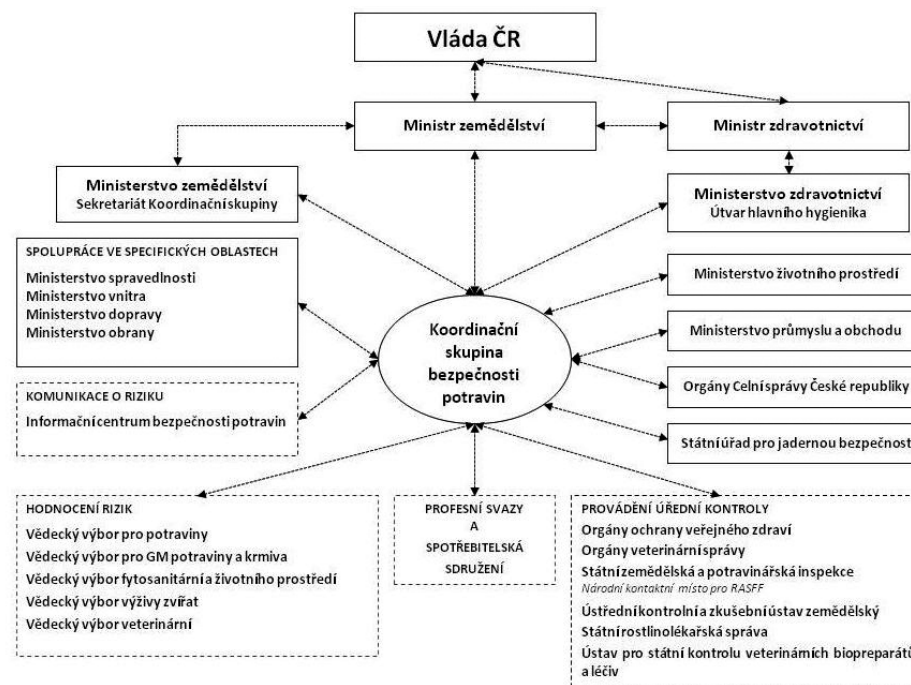 Vláda ČR
Ministr zemědělství
Ministr zdravotnictví
Ministerstvo zemědělství
Sekretariát Koordinační skupiny
Ministerstvo zdravotnictví
Útvar hlavního hygienika
SPOLUPRÁCE VE SPECIFICKÝCH OBLASTECH
Ministerstvo spravedlnosti
Ministerstvo vnitra
Ministerstvo dopravy
Ministerstvo obrany
Ministerstvo životního prostředí
Ministerstvo průmyslu a obchodu
Koordinační
skupina
bezpečnosti
potravin
Orgány Celní správy České republiky
Státní úřad pro jadernou bezpečnost
KOMUNIKACE O RIZIKU
Informační centrum bezpečnosti potravin
HODNOCENÍ RIZIK
Vědecký výbor pro potraviny
Vědecký výbor pro GM potraviny a krmiva
Vědecký výbor fytosanitární a životního prostředí
Vědecký výbor výživy zvířat
Vědecký výbor veterinární
PROFESNÍ SVAZY
A
SPOTŘEBITELSKÁ
SDRUŽENÍ
PROVÁDĚNÍ ÚŘEDNÍ KONTROLY
Orgány ochrany veřejného zdraví
Orgány veterinární správy
Státní zemědělská a potravinářská inspekce
Národní kontaktní místo pro RASFF
Ústřední kontrolní a zkušební ústav zemědělský
Státní rostlinolékařská správa
Ústav pro státní kontrolu veterinárních biopreparátů
a léčiv